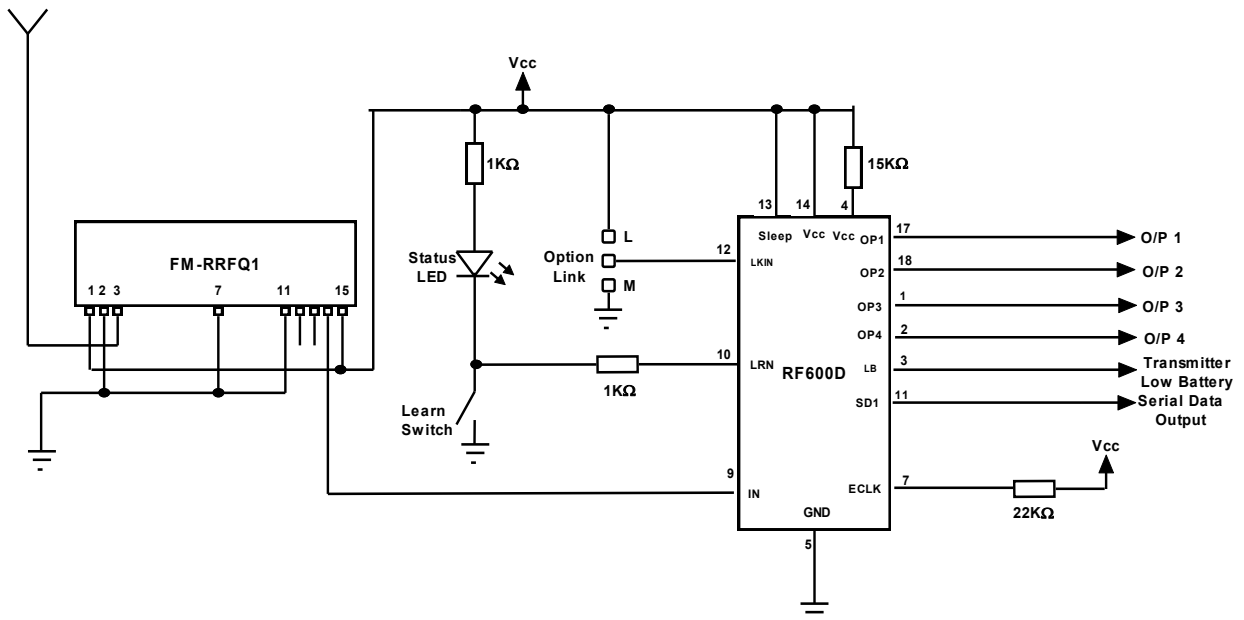 Vcc
1KΩ
15KΩ
13 14 4
Sleep Vcc Vcc OP1 17 O/P 1
FM-RRFQ1
1 2 3 7 11 15
Status
LED
Option
Link
L
M
12 LKIN
OP2 18 O/P 2
OP3 1 O/P 3
OP4 2 O/P 4
10 LRN
1KΩ
RF600D
LB 3 Transmitter
Low Battery
SD1 11 Serial Data
Output
Learn
Switch
Vcc
9 IN
ECLK 7
22KΩ
GND
5